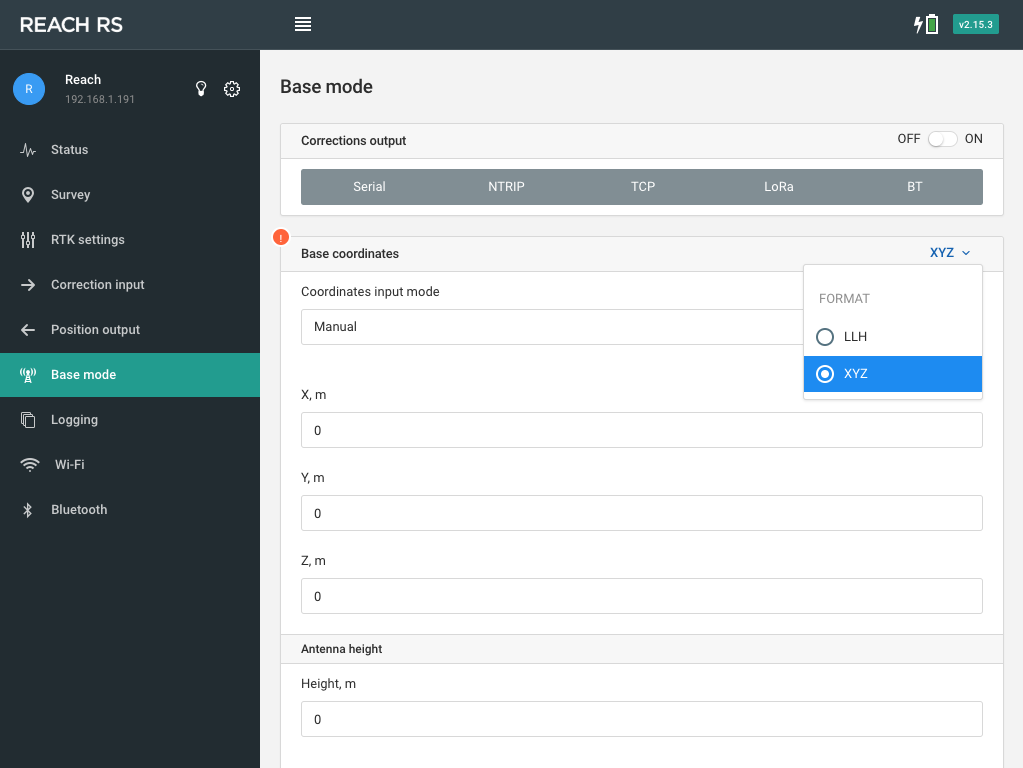 REACH RS
v2.15.3
R
Reach
192.168.1.191
Status
Survey
RTK settings
Correction input
Position output
Base mode
Logging
Wi-Fi
Bluetooth
Base mode
Corrections output
OFF ON
Serial NTRIP TCP LoRa BT
!
Base coordinates
XYZ
FORMAT
LLH
XYZ
Coordinates input mode
Manual
X, m
0
Y, m
0
Z, m
0
Antenna height
Height, m
0